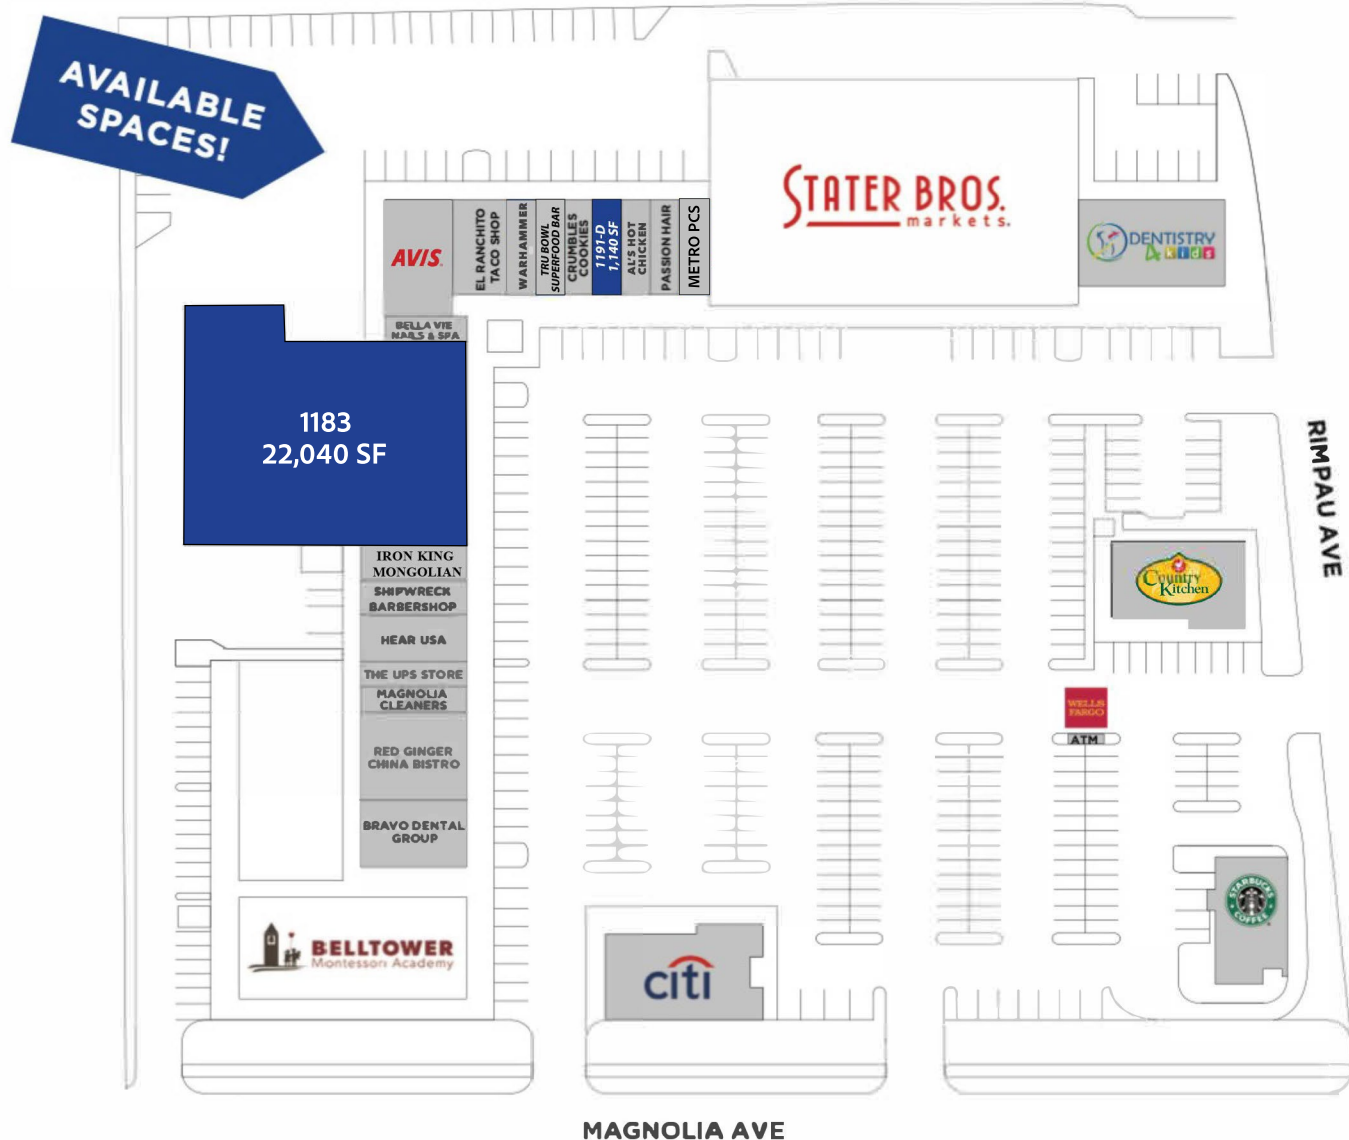 AVAILABLE
SPACES!
STATER BROS.
markets.
AVIS.
EL RANCHITO
TACO SHOP
WARHAMMER
TRU BOWL
SUPERFOOD BAR
CRUMBLES
COOKIES
1191-D
1,140 SF
AL'S HOT
CHICKEN
PASSION HAIR
METRO PCS
DENTISTRY
4 kids
BELLA VIE
NAILS & SPA
1183
22,040 SF
RIMPAU AVE
IRON KING
MONGOLIAN
SHIPWRECK
BARBERSHOP
HEAR USA
THE UPS STORE
MAGNOLIA
CLEANERS
RED GINGER
CHINA BISTRO
BRAVO DENTAL
GROUP
Country
Kitchen
WELLS
FARGO
ATM
STARBUCKS
COFFEE
BELLTOWER
Montessori Academy
citi
MAGNOLIA AVE